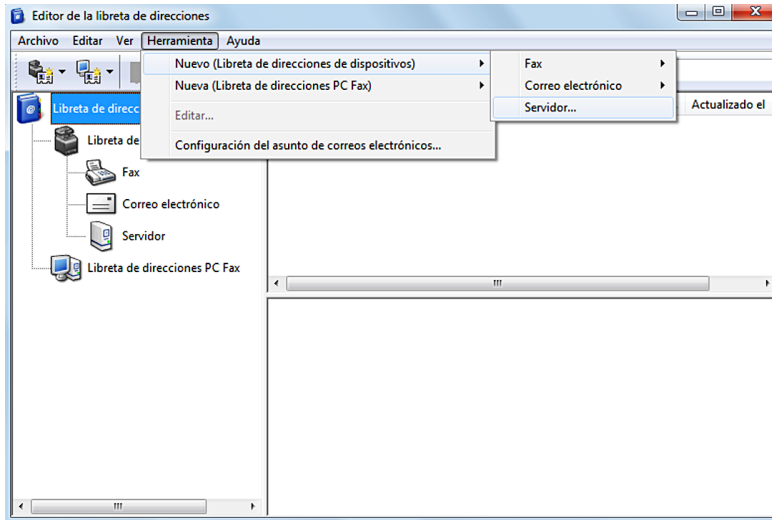 Editor de la libreta de direcciones
Archivo Editar Ver Herramienta Ayuda
Nuevo (Libreta de direcciones de dispositivos)
Nueva (Libreta de direcciones PC Fax)
Editar...
Configuración del asunto de correos electrónicos...
Fax
Correo electrónico
Servidor...
Actualizado el
Libreta de direcc
Libreta de
Fax
Correo electrónico
Servidor
Libreta de direcciones PC Fax